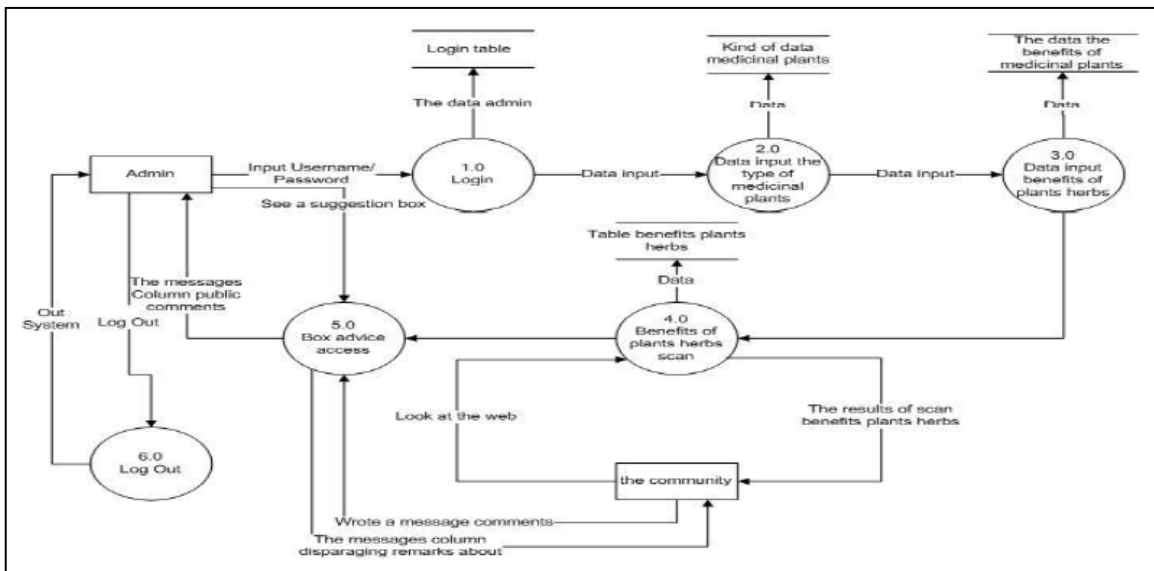 Login table
Kind of data
medicinal plants
The data the
benefits of
medicinal plants
The data admin
Data
Data
Admin
Input Username/
Password
1.0
Login
Data input
2.0
Data input the
type of
medicinal
plants
Data input
3.0
Data input
benefits of
plants herbs
See a suggestion box
Table benefits plants
herbs
Data
The messages
Column public
comments
Out
System
Log Out
5.0
Box advice
access
4.0
Benefits of
plants herbs
scan
Look at the web
The results of scan
benefits plants herbs
6.0
Log Out
the community
Wrote a message comments
The messages column
disparaging remarks about